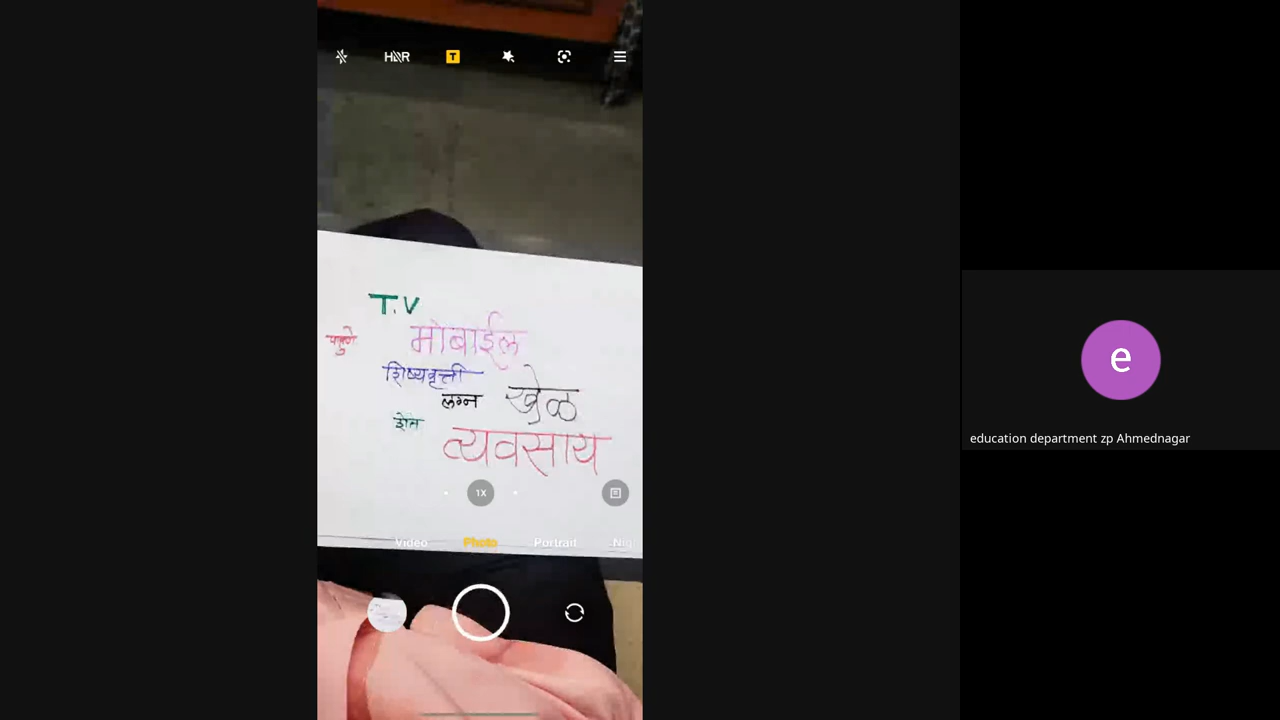 HDR
T
T.V
मोबाईल
शिष्यवृत्ती
लग्न खेळ
शेत
व्यवसाय
1X
Video Photo Portrait
e
education department zp Ahmednagar